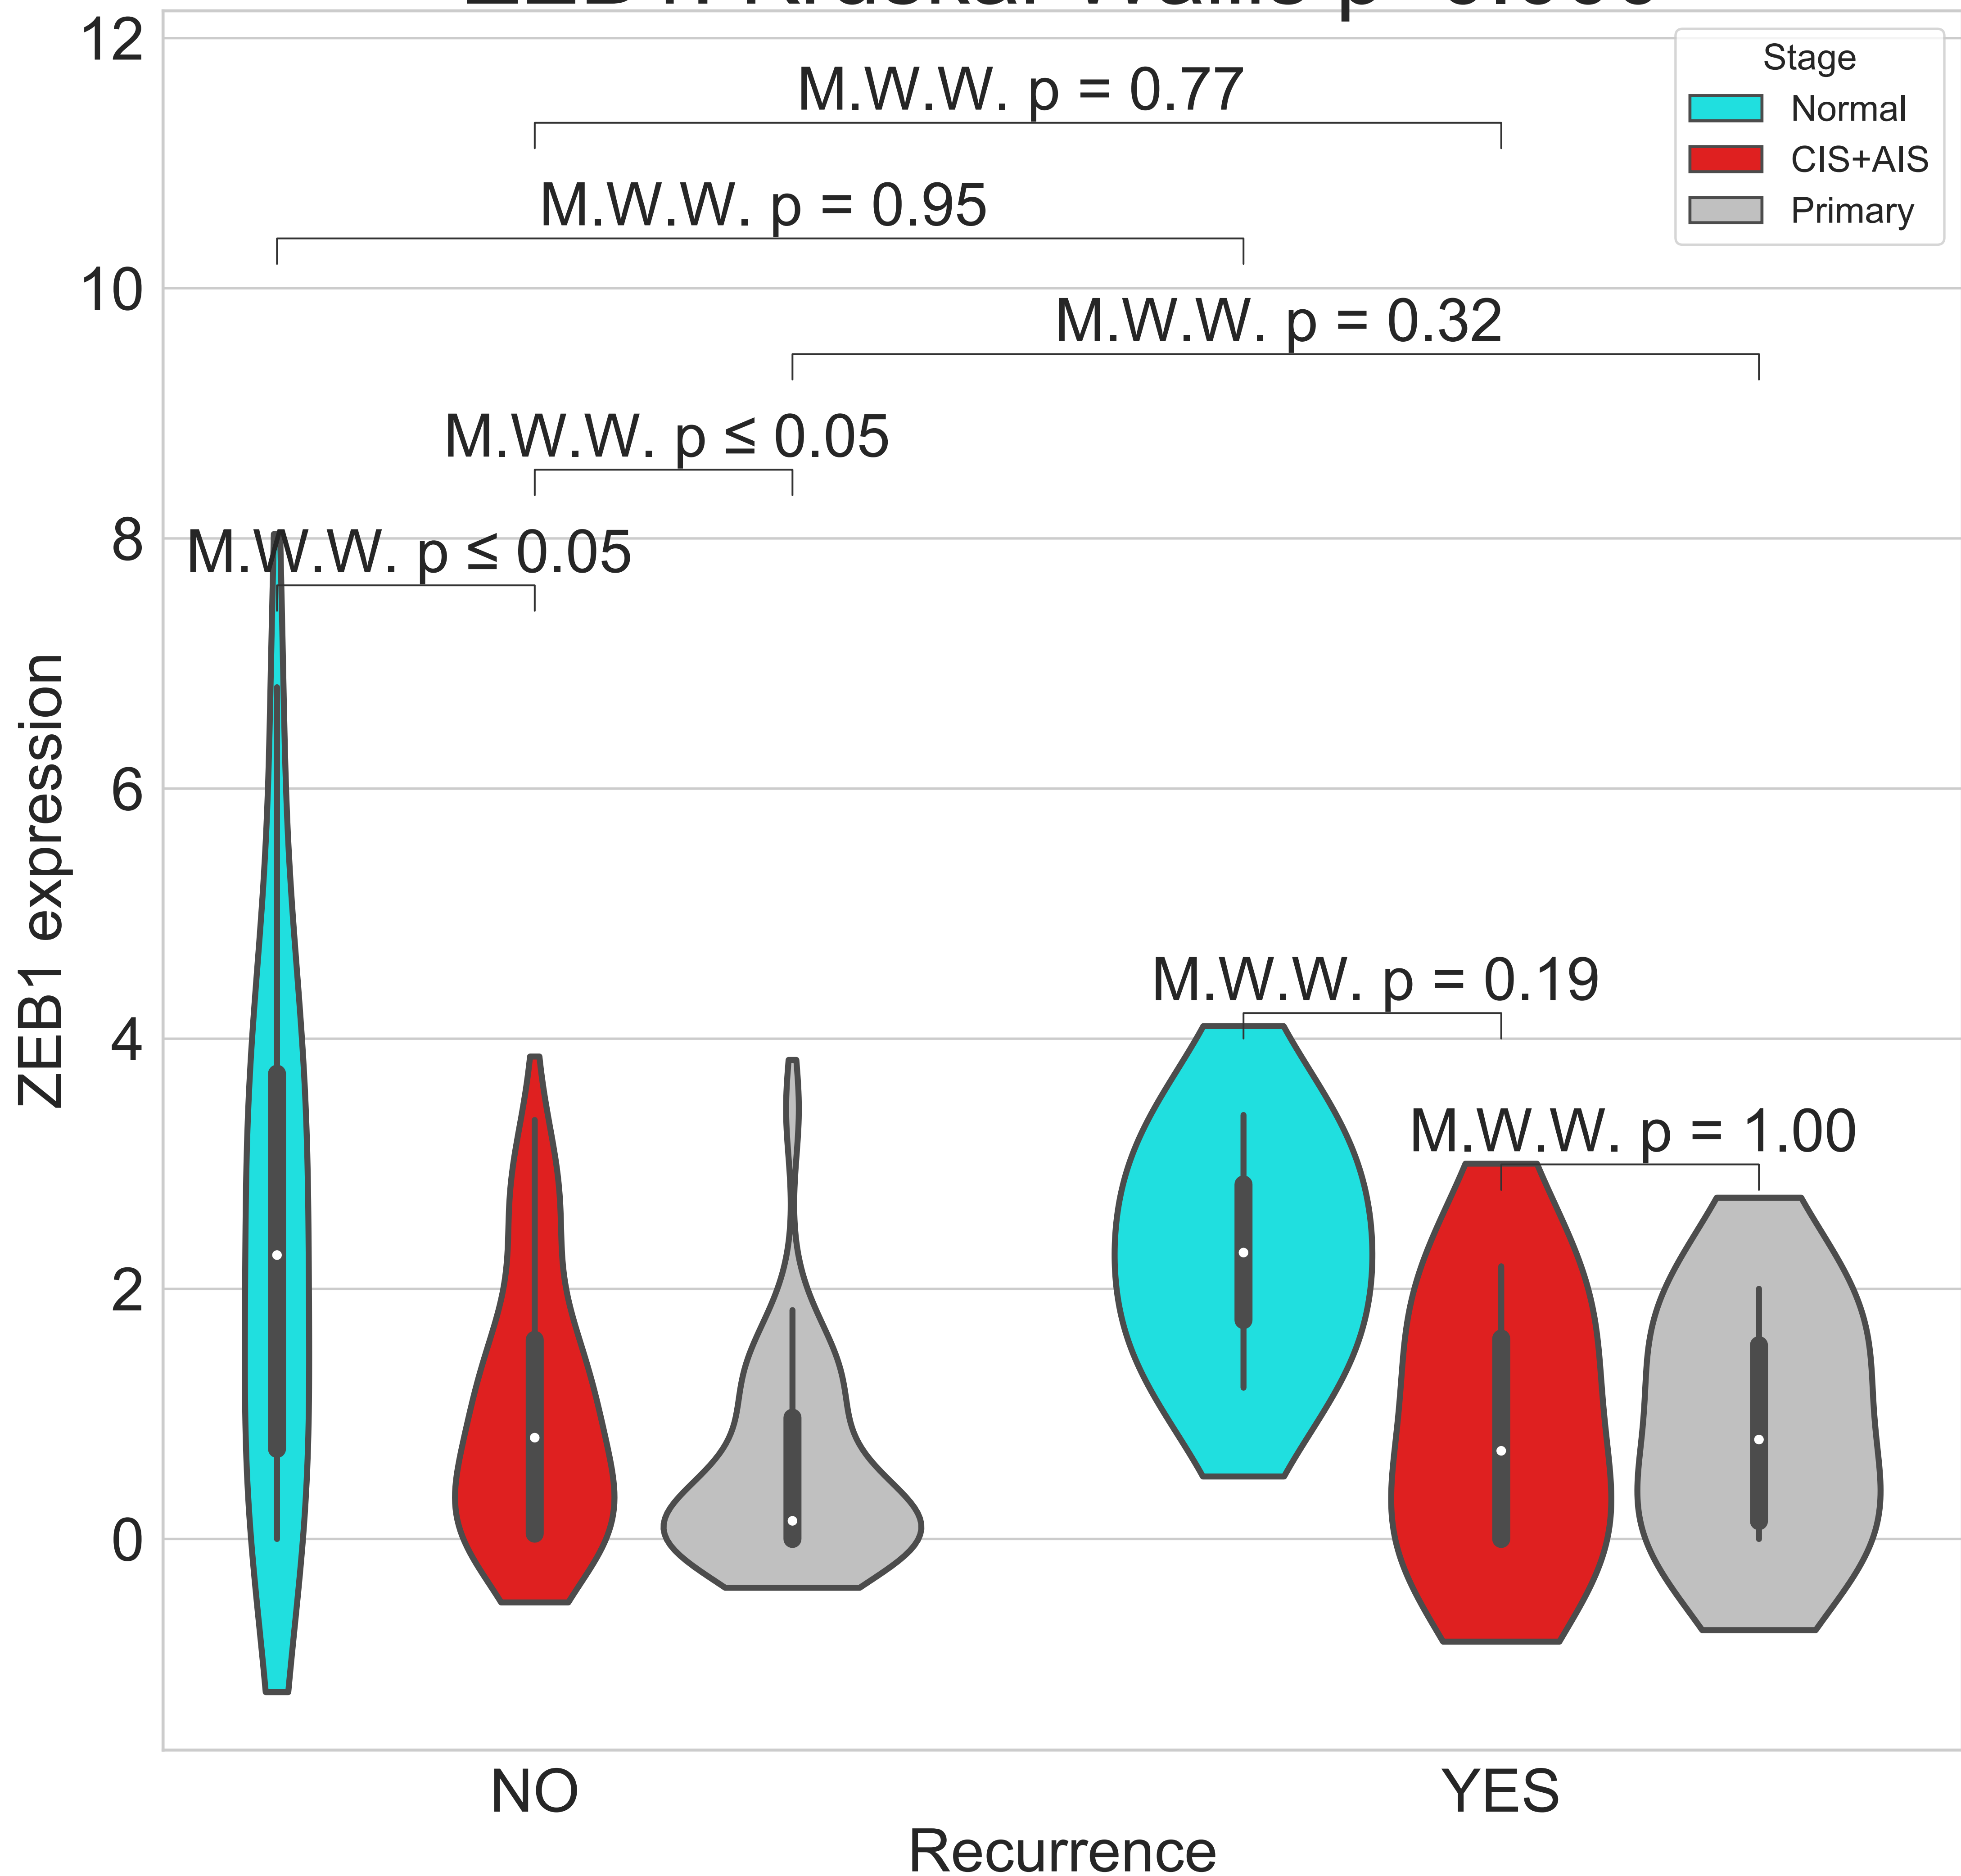 12
M.W.W. p = 0.77
Stage
Normal
CIS+AIS
Primary
M.W.W. p = 0.95
10
M.W.W. p = 0.32
M.W.W. p ≤ 0.05
8
M.W.W. p ≤ 0.05
6
ZEB1 expression
M.W.W. p = 0.19
4
M.W.W. p = 1.00
2
0
NO
YES
Recurrence